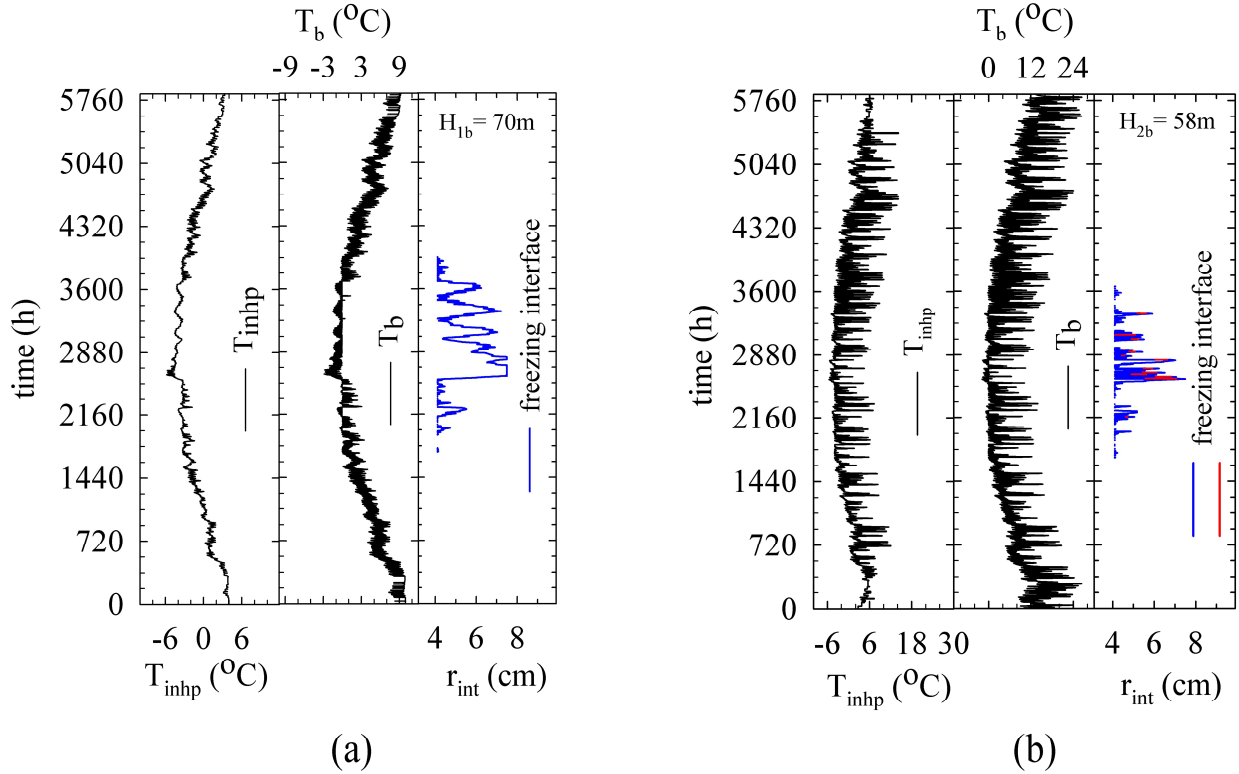 T_b (°C)
-9 -3 3 9
5760
5040
4320
3600
2880
2160
1440
720
0
time (h)
T_inhp
T_b
H_1b = 70m
freezing interface
-6 0 6
4 6 8
T_inhp (°C)
r_int (cm)
(a)
T_b (°C)
0 12 24
5760
5040
4320
3600
2880
2160
1440
720
0
time (h)
T_inhp
T_b
H_2b = 58m
freezing interface
-6 6 18 30
4 6 8
T_inhp (°C)
r_int (cm)
(b)